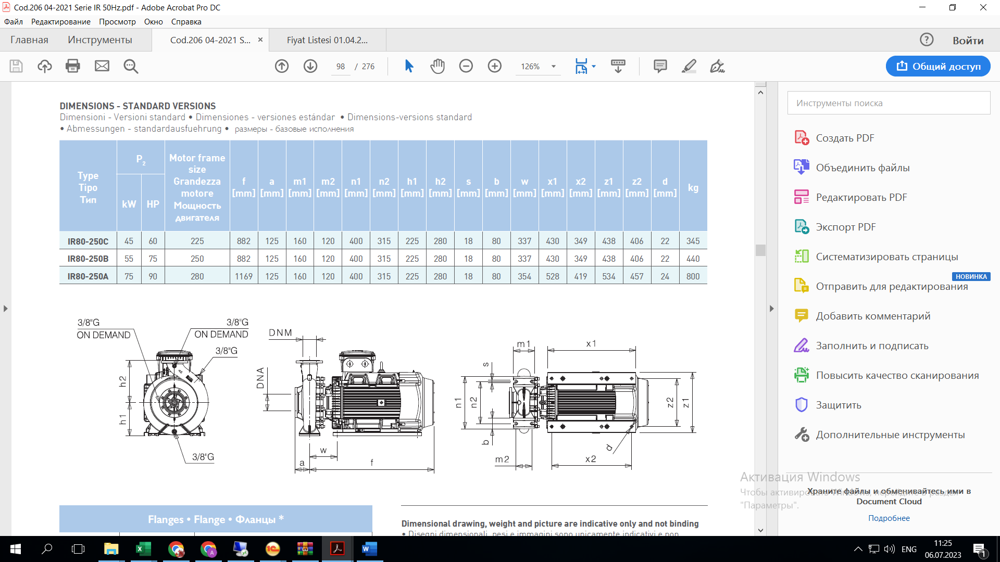 Cod.206 04-2021 Serie IR 50Hz.pdf - Adobe Acrobat Pro DC
Файл Редактирование Просмотр Окно Справка
Главная Инструменты Cod.206 04-2021 S... × Fiyat Listesi 01.04.2... ? Войти
98 / 276 126% Общий доступ
DIMENSIONS - STANDARD VERSIONS
Dimensioni - Versioni standard • Dimensiones - versiones estándar • Dimensions-versions standard
• Abmessungen - standardausfuehrung • размеры - базовые исполнения
Type
Tipo
Тип
P2
kW HP
Motor frame
size
Grandezza
motore
Мощность
двигателя
f a m1 m2 n1 n2 h1 h2 s b w x1 x2 z1 z2 d kg
[mm] [mm] [mm] [mm] [mm] [mm] [mm] [mm] [mm] [mm] [mm] [mm] [mm] [mm] [mm] [mm]
IR80-250C 45 60 225 882 125 160 120 400 315 225 280 18 80 337 430 349 438 406 22 345
IR80-250B 55 75 250 882 125 160 120 400 315 225 280 18 80 337 430 349 438 406 22 440
IR80-250A 75 90 280 1169 125 160 120 400 315 225 280 18 80 354 528 419 534 457 24 800
3/8"G
ON DEMAND
3/8"G
ON DEMAND
3/8"G
h2
h1
3/8"G
DNM
DNA
w
a
f
m1
s
n1
n2
b
m2
x1
z2
z1
d
x2
Flanges • Flange • Фланцы *
Dimensional drawing, weight and picture are indicative only and not binding
• Disegni dimensionali, pesi e immagini sono unicamente indicativi e non
Инструменты поиска
Создать PDF
Объединить файлы
Редактировать PDF
Экспорт PDF
Систематизировать страницы
НОВИНКА
Отправить для редактирования
Добавить комментарий
Заполнить и подписать
Повысить качество сканирования
Защитить
Дополнительные инструменты
Активация Windows
Чтобы активировать Windows, перейдите в раздел
"Параметры".
Храните файлы и обменивайтесь ими в
Document Cloud
Подробнее
ENG
11:25
06.07.2023
1